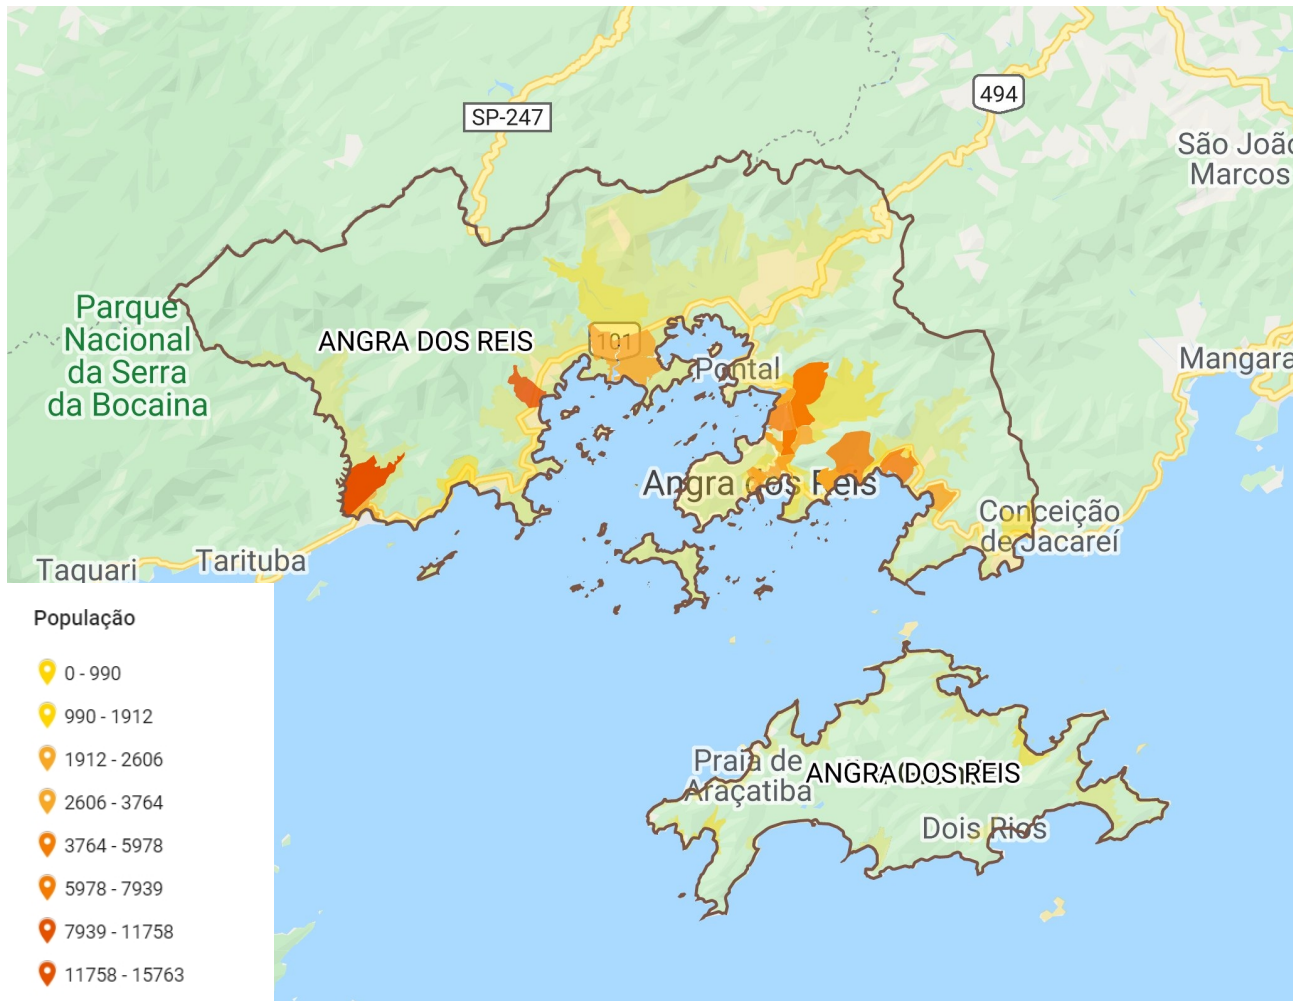 494
SP-247
São João
Marcos
Parque
Nacional
da Serra
da Bocaina
ANGRA DOS REIS
101
Pontal
Mangara
Angra dos Reis
Conceição
de Jacareí
Taquari
Tarituba
População
0 - 990
990 - 1912
1912 - 2606
2606 - 3764
3764 - 5978
5978 - 7939
7939 - 11758
11758 - 15763
Praia de
Araçatiba
ANGRA DOS REIS
Dois Rios